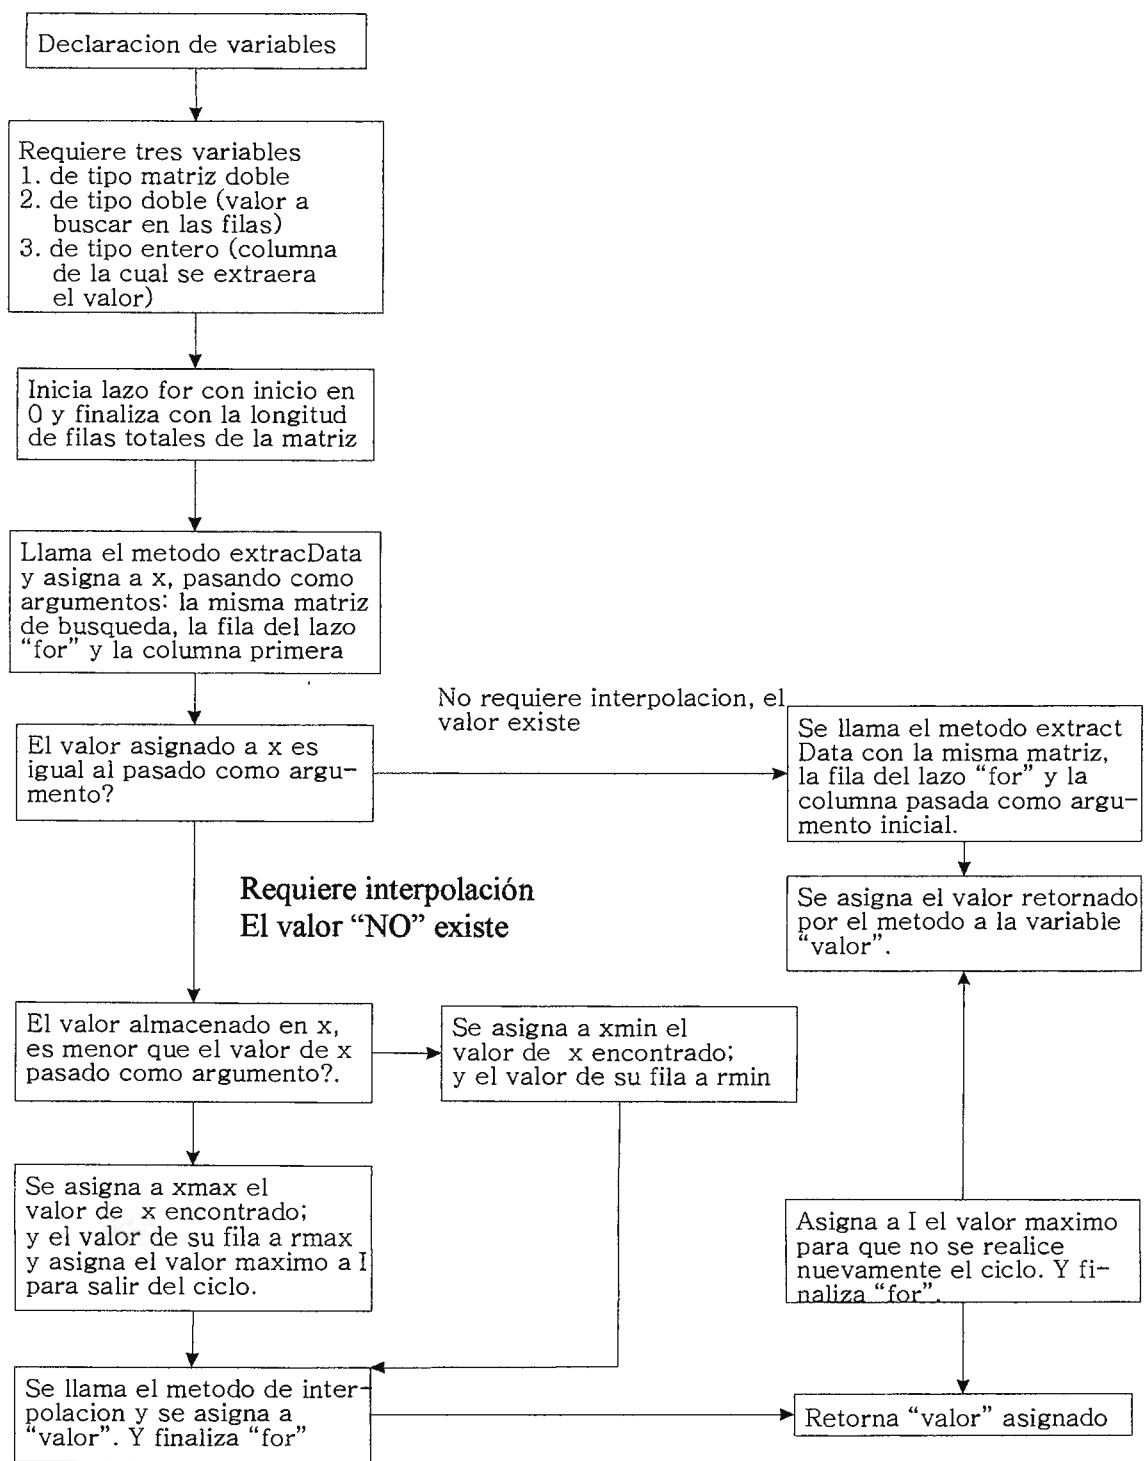 Declaracion de variables
Requiere tres variables
1. de tipo matriz doble
2. de tipo doble (valor a
buscar en las filas)
3. de tipo entero (columna
de la cual se extraera
el valor)
Inicia lazo for con inicio en
0 y finaliza con la longitud
de filas totales de la matriz
Llama el metodo extracData
y asigna a x, pasando como
argumentos: la misma matriz
de busqueda, la fila del lazo
“for” y la columna primera
El valor asignado a x es
igual al pasado como argu-
mento?
No requiere interpolacion, el
valor existe
Se llama el metodo extract
Data con la misma matriz,
la fila del lazo “for” y la
columna pasada como argu-
mento inicial.
Se asigna el valor retornado
por el metodo a la variable
“valor”.
Requiere interpolación
El valor “NO” existe
El valor almacenado en x,
es menor que el valor de x
pasado como argumento?.
Se asigna a xmin el
valor de x encontrado;
y el valor de su fila a rmin
Se asigna a xmax el
valor de x encontrado;
y el valor de su fila a rmax
y asigna el valor maximo a I
para salir del ciclo.
Asigna a I el valor maximo
para que no se realice
nuevamente el ciclo. Y fi-
naliza “for”.
Se llama el metodo de inter-
polacion y se asigna a
“valor”. Y finaliza “for”
Retorna “valor” asignado